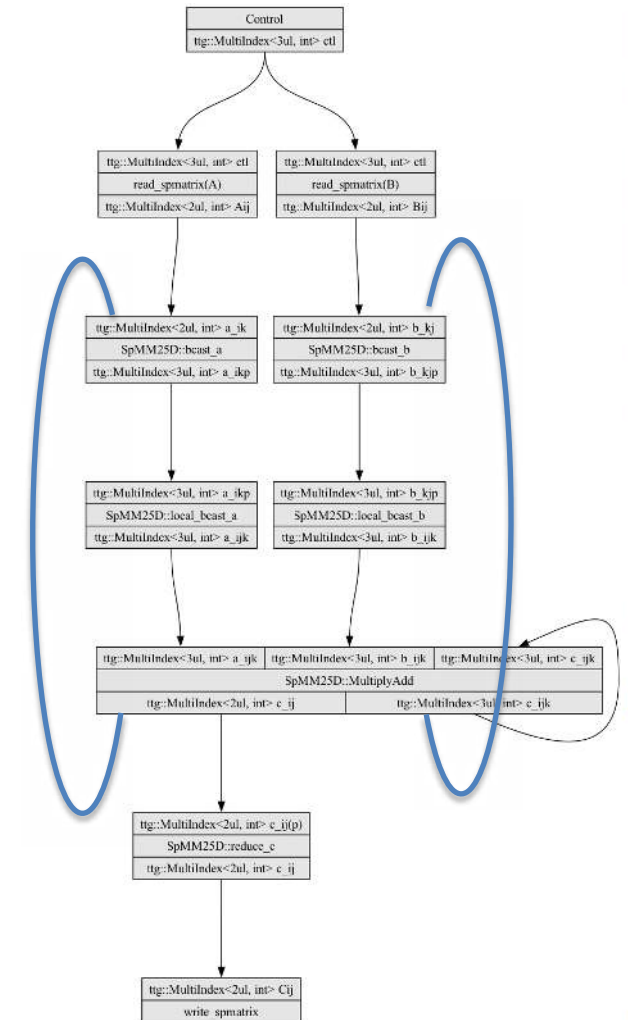 Control
ttg::MultiIndex<3ul, int> ctl
ttg::MultiIndex<3ul, int> ctl
ttg::MultiIndex<3ul, int> ctl
read_spmatrix(A)
read_spmatrix(B)
ttg::MultiIndex<2ul, int> Aij
ttg::MultiIndex<2ul, int> Bij
ttg::MultiIndex<2ul, int> a_ik
ttg::MultiIndex<2ul, int> b_kj
SpMM25D::bcast_a
SpMM25D::bcast_b
ttg::MultiIndex<3ul, int> a_ikp
ttg::MultiIndex<3ul, int> b_kjp
ttg::MultiIndex<3ul, int> a_ikp
ttg::MultiIndex<3ul, int> b_kjp
SpMM25D::local_bcast_a
SpMM25D::local_bcast_b
ttg::MultiIndex<3ul, int> a_ijk
ttg::MultiIndex<3ul, int> b_ijk
ttg::MultiIndex<3ul, int> a_ijk
ttg::MultiIndex<3ul, int> b_ijk
ttg::MultiIndex<3ul, int> c_ijk
SpMM25D::MultiplyAdd
ttg::MultiIndex<2ul, int> c_ij
ttg::MultiIndex<3ul, int> c_ijk
ttg::MultiIndex<2ul, int> c_ij(p)
SpMM25D::reduce_c
ttg::MultiIndex<2ul, int> c_ij
ttg::MultiIndex<2ul, int> Cij
write_spmatrix